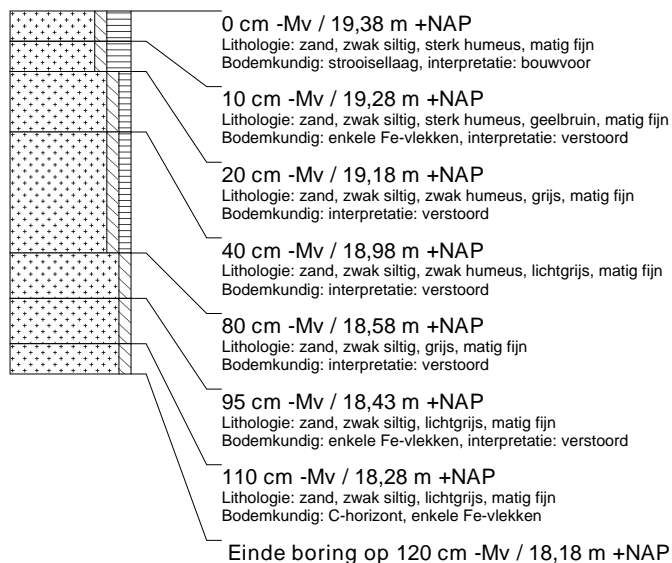 0 cm -Mv / 19,38 m +NAP
Lithologie: zand, zwak siltig, sterk humeus, matig fijn
Bodemkundig: strooisellaag, interpretatie: bouwvoor
10 cm -Mv / 19,28 m +NAP
Lithologie: zand, zwak siltig, sterk humeus, geelbruin, matig fijn
Bodemkundig: enkele Fe-vlekken, interpretatie: verstoord
20 cm -Mv / 19,18 m +NAP
Lithologie: zand, zwak siltig, zwak humeus, grijs, matig fijn
Bodemkundig: interpretatie: verstoord
40 cm -Mv / 18,98 m +NAP
Lithologie: zand, zwak siltig, zwak humeus, lichtgrijs, matig fijn
Bodemkundig: interpretatie: verstoord
80 cm -Mv / 18,58 m +NAP
Lithologie: zand, zwak siltig, grijs, matig fijn
Bodemkundig: interpretatie: verstoord
95 cm -Mv / 18,43 m +NAP
Lithologie: zand, zwak siltig, lichtgrijs, matig fijn
Bodemkundig: enkele Fe-vlekken, interpretatie: verstoord
110 cm -Mv / 18,28 m +NAP
Lithologie: zand, zwak siltig, lichtgrijs, matig fijn
Bodemkundig: C-horizont, enkele Fe-vlekken
Einde boring op 120 cm -Mv / 18,18 m +NAP